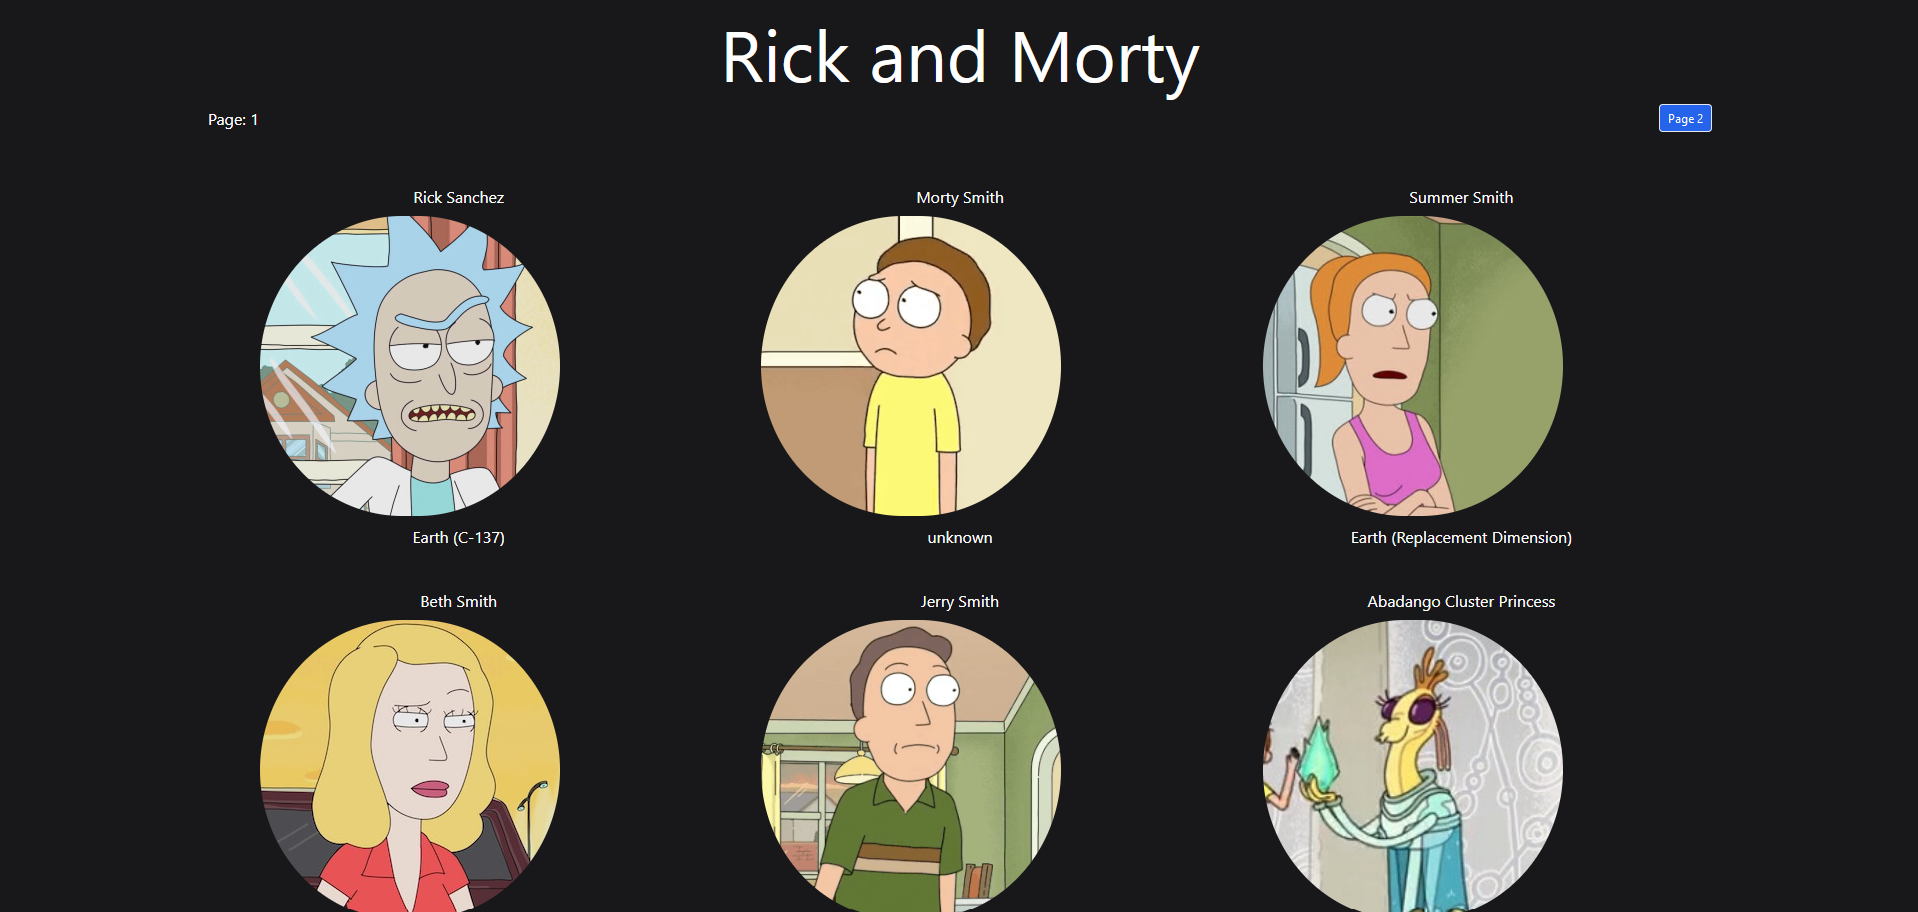 Rick and Morty
Page: 1
Page 2
Rick Sanchez
Morty Smith
Summer Smith
Earth (C-137)
unknown
Earth (Replacement Dimension)
Beth Smith
Jerry Smith
Abadango Cluster Princess